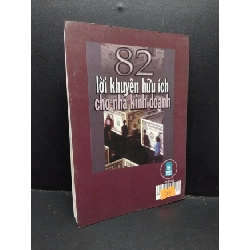 82
lời khuyên hữu ích
cho nhà kinh doanh